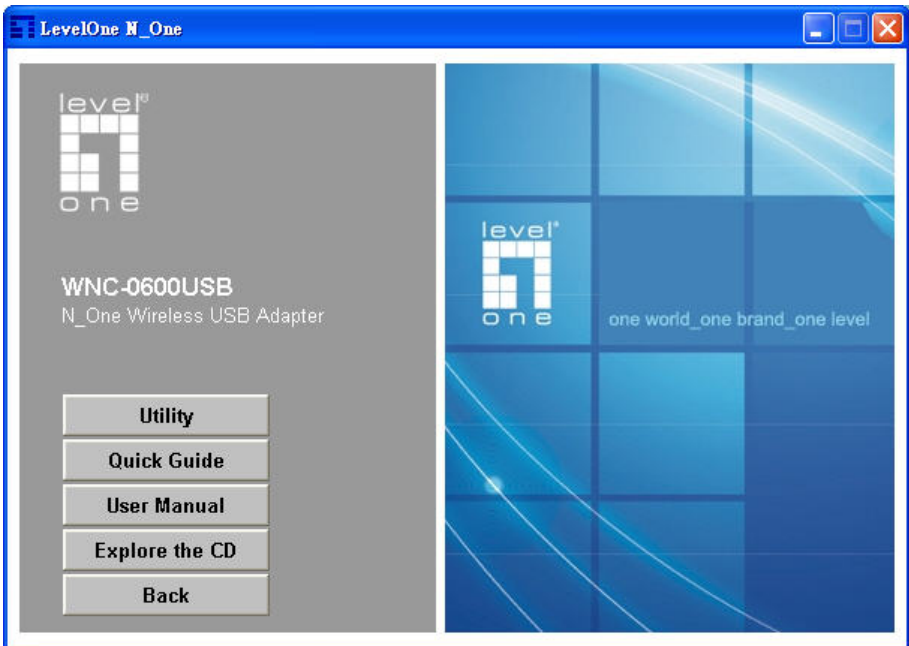 LevelOne N_One
level®
one
WNC-0600USB
N_One Wireless USB Adapter
Utility
Quick Guide
User Manual
Explore the CD
Back
level®
one
one world_one brand_one level